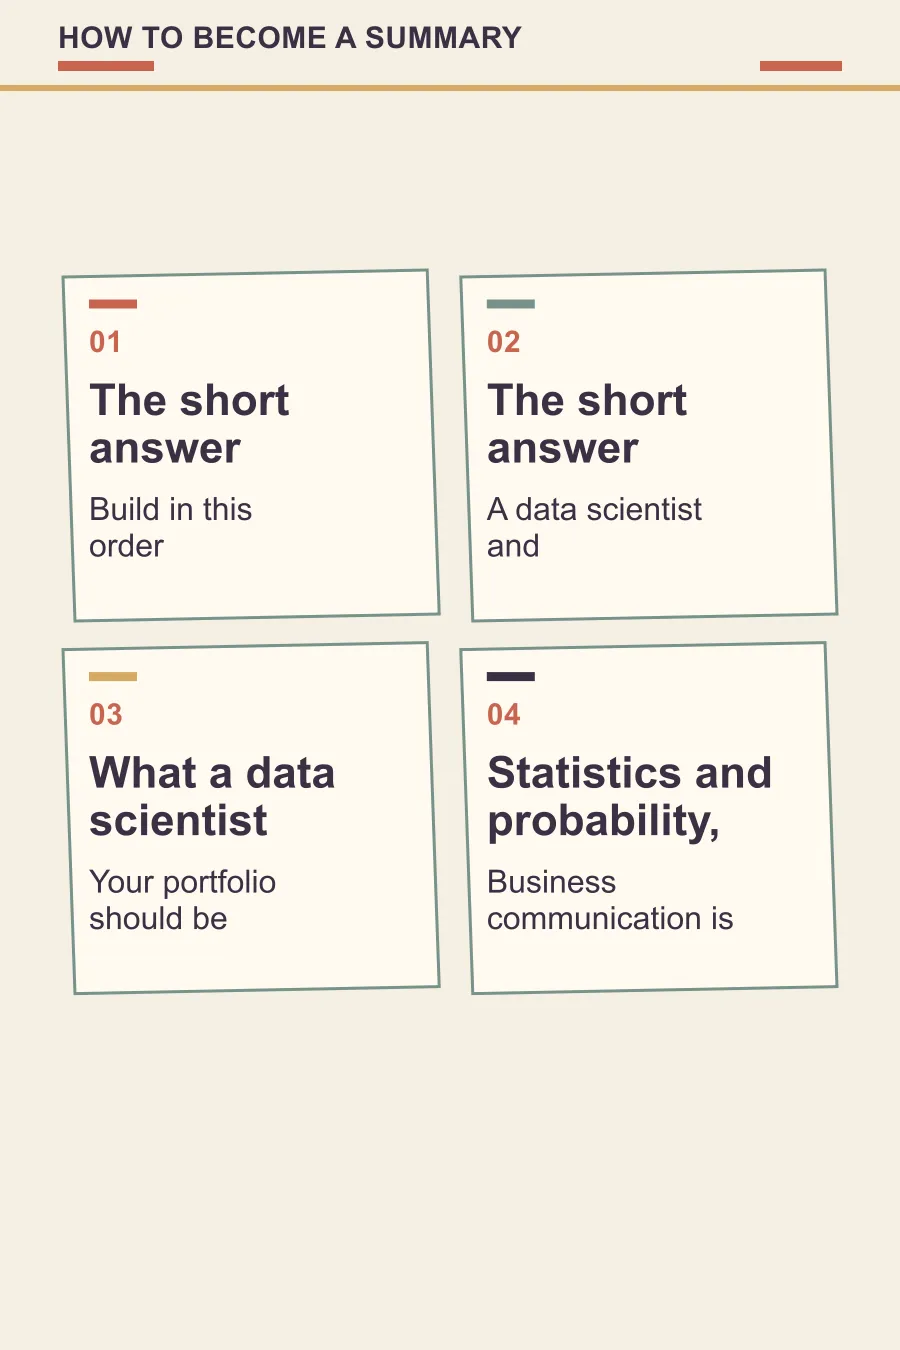 HOW TO BECOME A SUMMARY
01
The short
answer
Build in this
order
02
The short
answer
A data scientist
and
03
What a data
scientist
Your portfolio
should be
04
Statistics and
probability,
Business
communication is